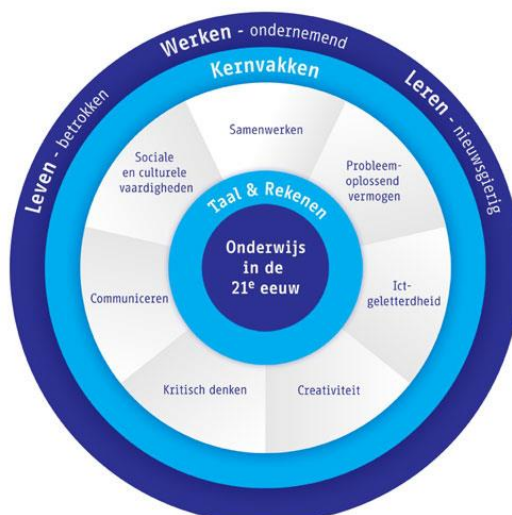 Werken - ondernemend
Leven - betrokken
Leren - nieuwsgierig
Kernvakken
Samenwerken
Sociale
en culturele
vaardigheden
Probleem-
oplossend
vermogen
Taal & Rekenen
Onderwijs
in de
21e eeuw
Communiceren
Ict-
geletterdheid
Kritisch denken
Creativiteit